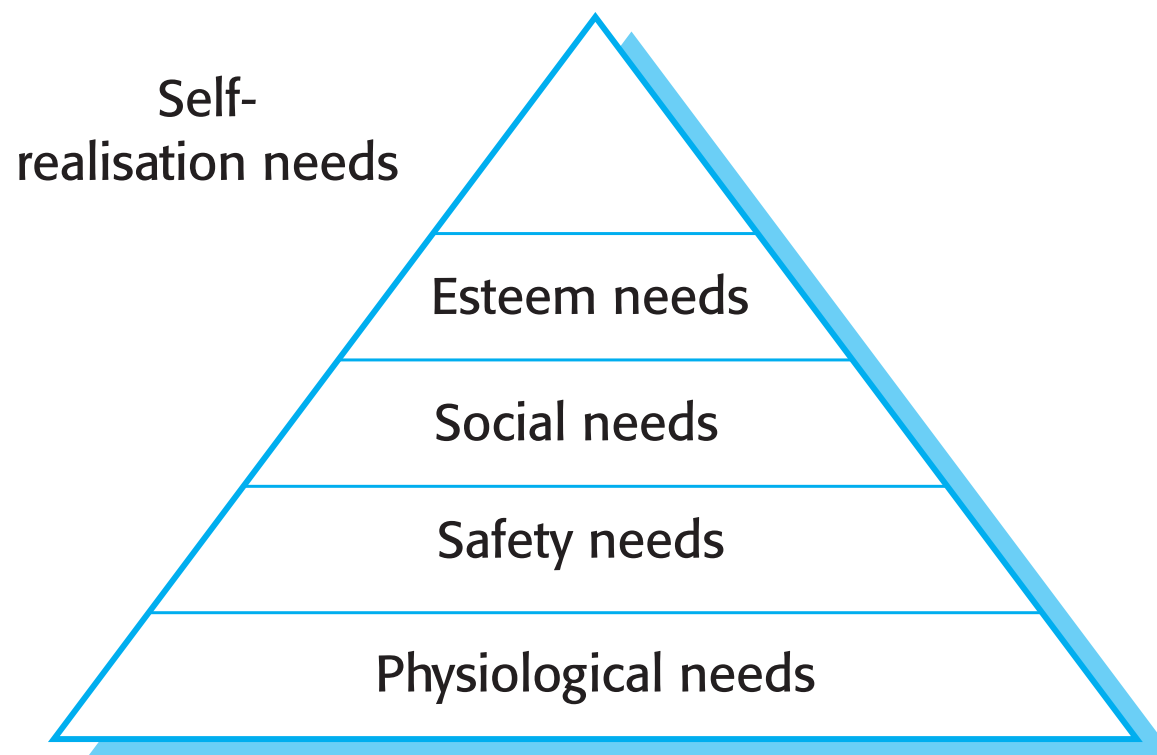 Self-
realisation needs
Esteem needs
Social needs
Safety needs
Physiological needs